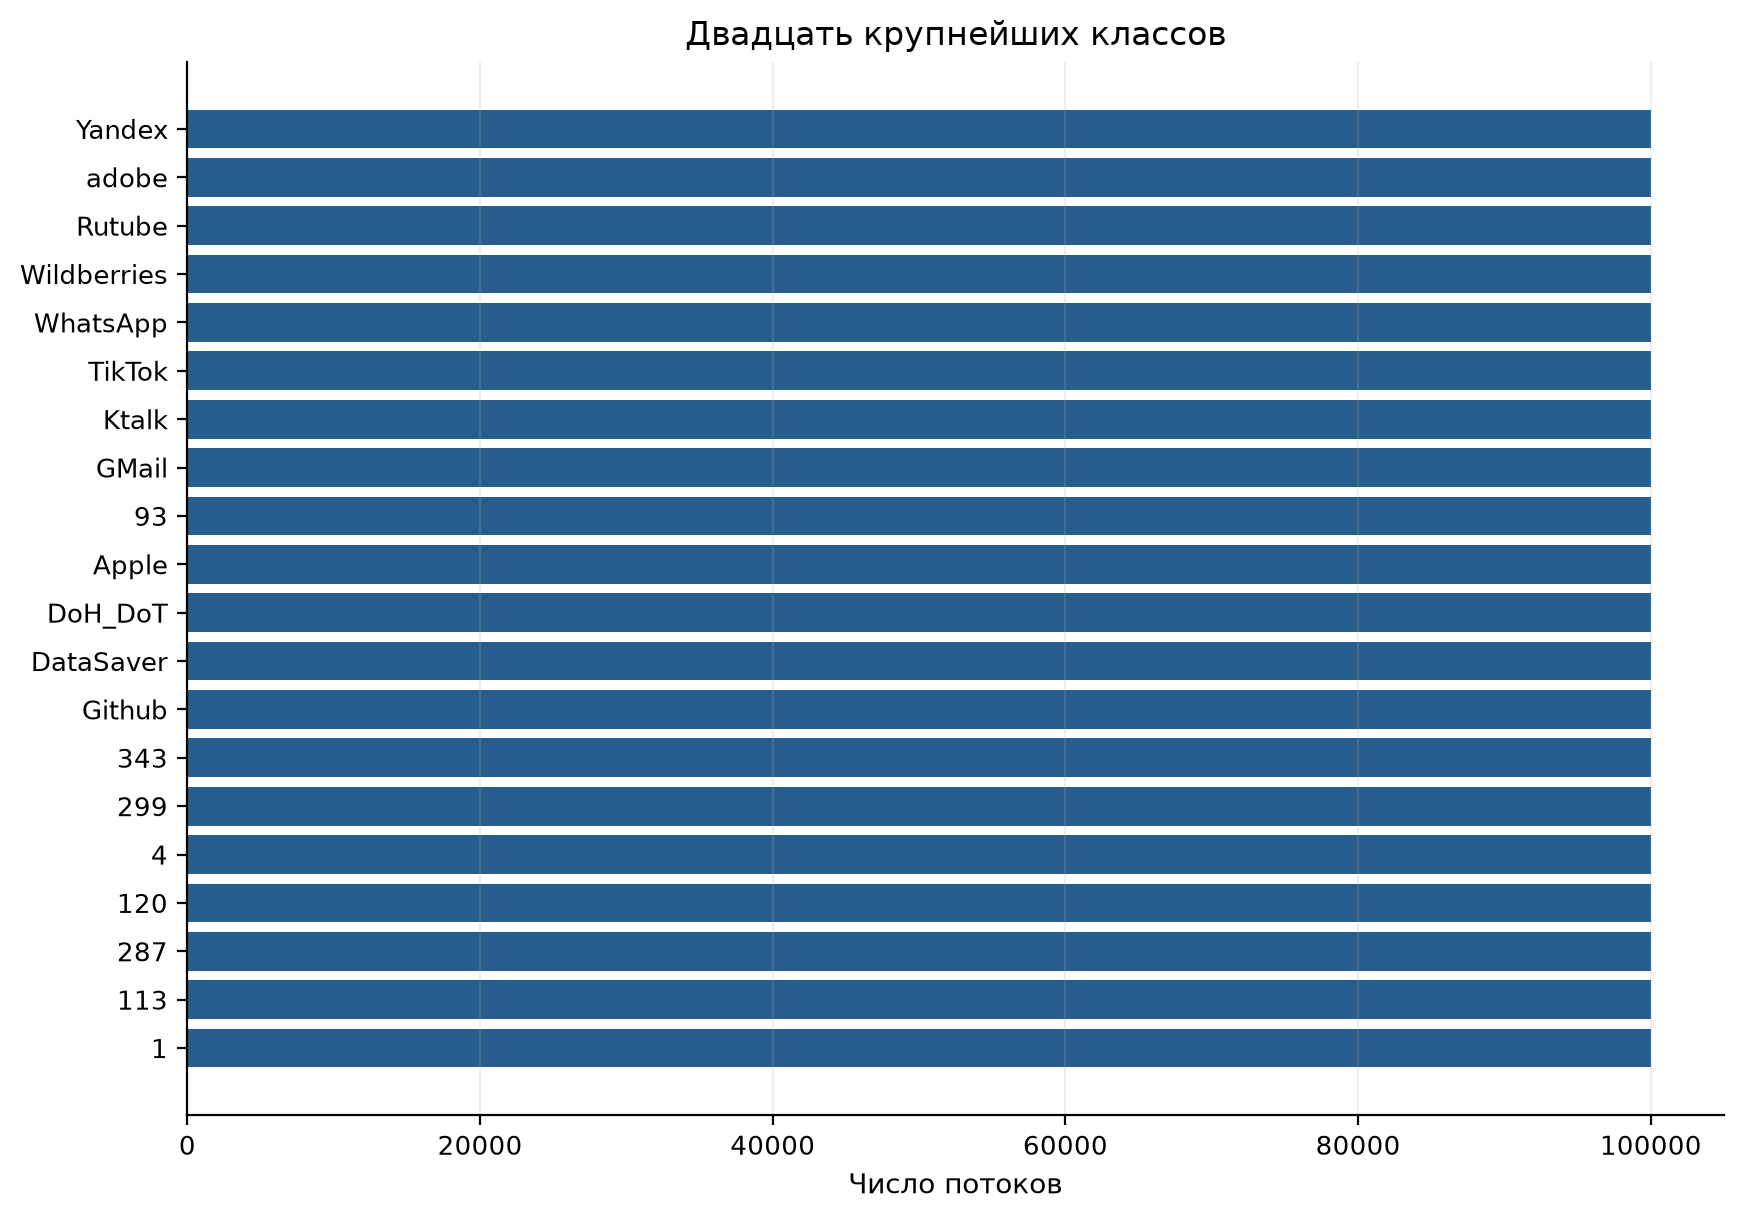 Двадцать крупнейших классов
Yandex
adobe
Rutube
Wildberries
WhatsApp
TikTok
Ktalk
GMail
93
Apple
DoH_DoT
DataSaver
Github
343
299
4
120
287
113
1
0 20000 40000 60000 80000 100000
Число потоков